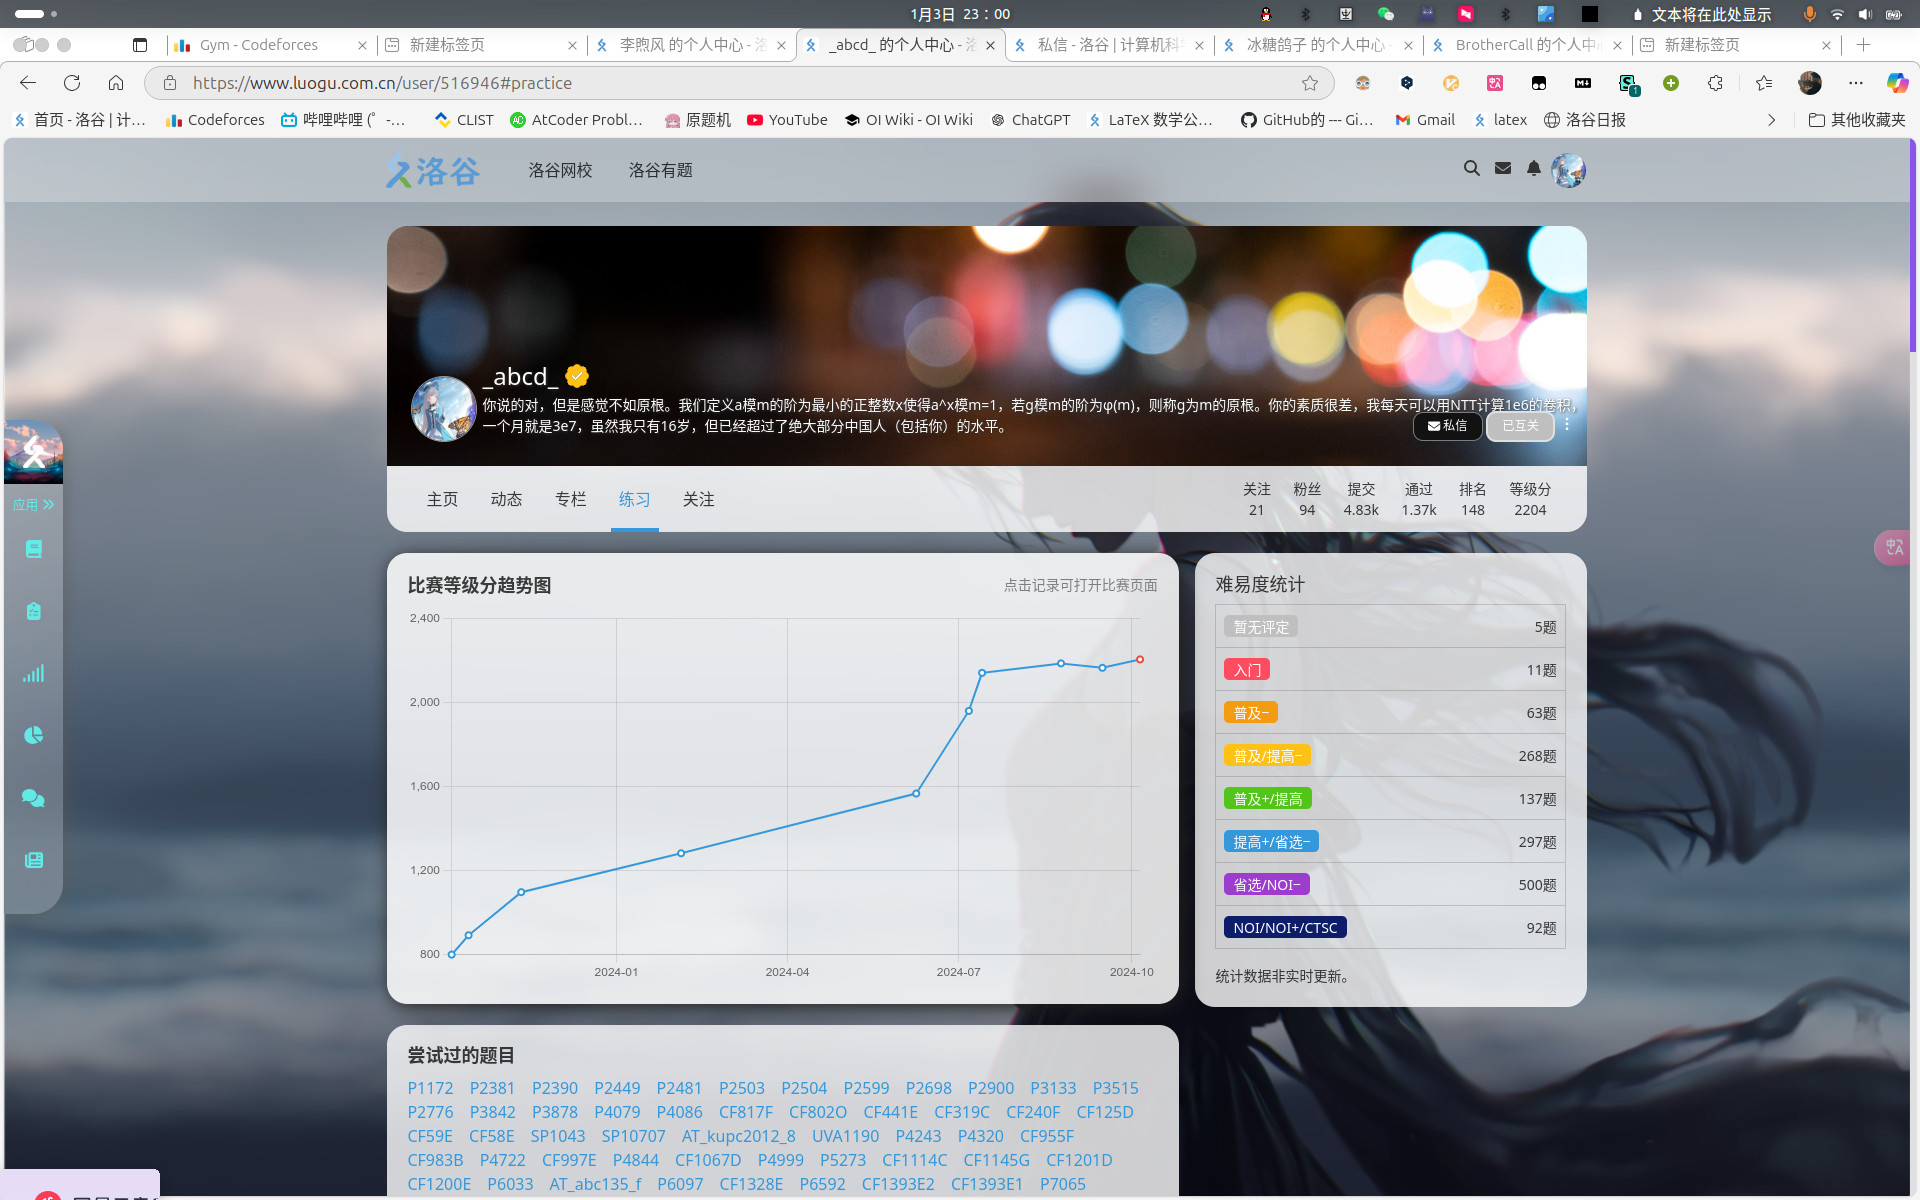 1月3日 23：00
文本将在此处显示
Gym - Codeforces
新建标签页
李煦风 的个人中心 - 洛
_abcd_ 的个人中心 - 洛
私信 - 洛谷 | 计算机科学
冰糖鸽子 的个人中心 -
BrotherCall 的个人中心
新建标签页
https://www.luogu.com.cn/user/516946#practice
首页 - 洛谷 | 计…
Codeforces
哔哩哔哩 (゜-…
CLIST
AtCoder Probl…
原题机
YouTube
OI Wiki - OI Wiki
ChatGPT
LaTeX 数学公…
GitHub的 --- Gi…
Gmail
latex
洛谷日报
其他收藏夹
洛谷
洛谷网校
洛谷有题
_abcd_
你说的对，但是感觉不如原根。我们定义a模m的阶为最小的正整数x使得a^x模m=1，若g模m的阶为φ(m)，则称g为m的原根。你的素质很差，我每天可以用NTT计算1e6的卷积，
一个月就是3e7，虽然我只有16岁，但已经超过了绝大部分中国人（包括你）的水平。
私信
已互关
主页 动态 专栏 练习 关注
关注 粉丝 提交 通过 排名 等级分
21 94 4.83k 1.37k 148 2204
应用
比赛等级分趋势图
点击记录可打开比赛页面
2,400
2,000
1,600
1,200
800
2024-01 2024-04 2024-07 2024-10
难易度统计
暂无评定 5题
入门 11题
普及− 63题
普及/提高− 268题
普及+/提高 137题
提高+/省选− 297题
省选/NOI− 500题
NOI/NOI+/CTSC 92题
统计数据非实时更新。
尝试过的题目
P1172 P2381 P2390 P2449 P2481 P2503 P2504 P2599 P2698 P2900 P3133 P3515
P2776 P3842 P3878 P4079 P4086 CF817F CF802O CF441E CF319C CF240F CF125D
CF59E CF58E SP1043 SP10707 AT_kupc2012_8 UVA1190 P4243 P4320 CF955F
CF983B P4722 CF997E P4844 CF1067D P4999 P5273 CF1114C CF1145G CF1201D
CF1200E P6033 AT_abc135_f P6097 CF1328E P6592 CF1393E2 CF1393E1 P7065